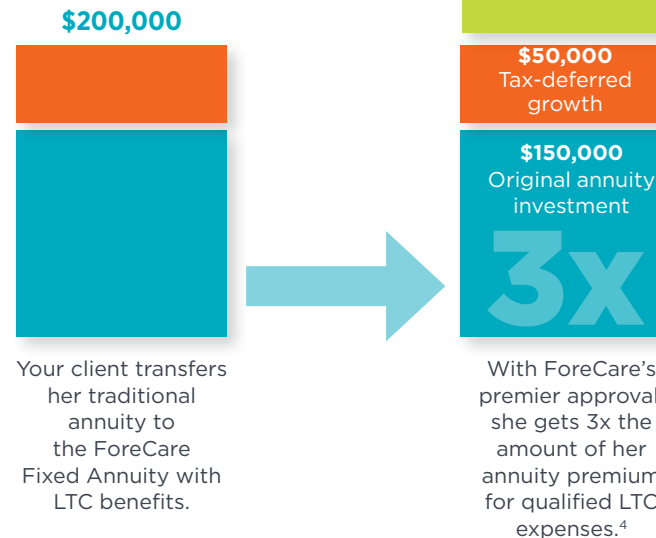 $200,000
$50,000
Tax-deferred
growth
$150,000
Original annuity
investment
3x
Your client transfers
her traditional
annuity to
the ForeCare
Fixed Annuity with
LTC benefits.
With ForeCare's
premier approval
she gets 3x the
amount of her
annuity premium
for qualified LTC
expenses.4